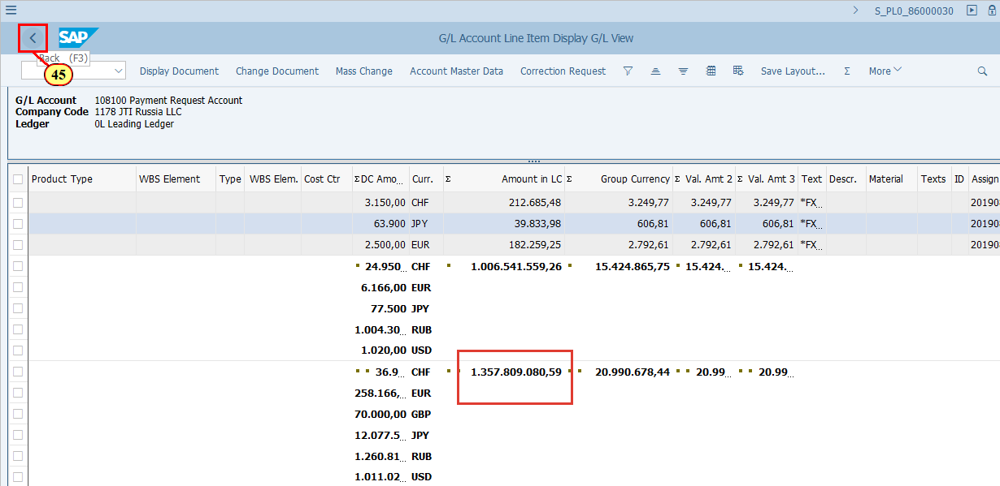 S_PL0_86000030
SAP G/L Account Line Item Display G/L View
Back (F3)
45
Display Document Change Document Mass Change Account Master Data Correction Request Save Layout... Σ More
G/L Account 108100 Payment Request Account
Company Code 1178 JTI Russia LLC
Ledger 0L Leading Ledger
Product Type WBS Element Type WBS Elem. Cost Ctr ΣDC Amo... Curr. Σ Amount in LC Σ Group Currency Σ Val. Amt 2 Σ Val. Amt 3 Text Descr. Material Texts ID Assign
3.150,00 CHF 212.685,48 3.249,77 3.249,77 3.249,77 *FX... 20190
63.900 JPY 39.833,98 606,81 606,81 606,81 *FX... 20190
2.500,00 EUR 182.259,25 2.792,61 2.792,61 2.792,61 *FX... 20190
24.950... CHF 1.006.541.559,26 15.424.865,75 15.424.... 15.424....
6.166,00 EUR
77.500 JPY
1.004.30... RUB
1.020,00 USD
36.9... CHF 1.357.809.080,59 20.990.678,44 20.99... 20.99...
258.166,... EUR
70.000,00 GBP
12.077.5... JPY
1.260.81... RUB
1.011.02... USD